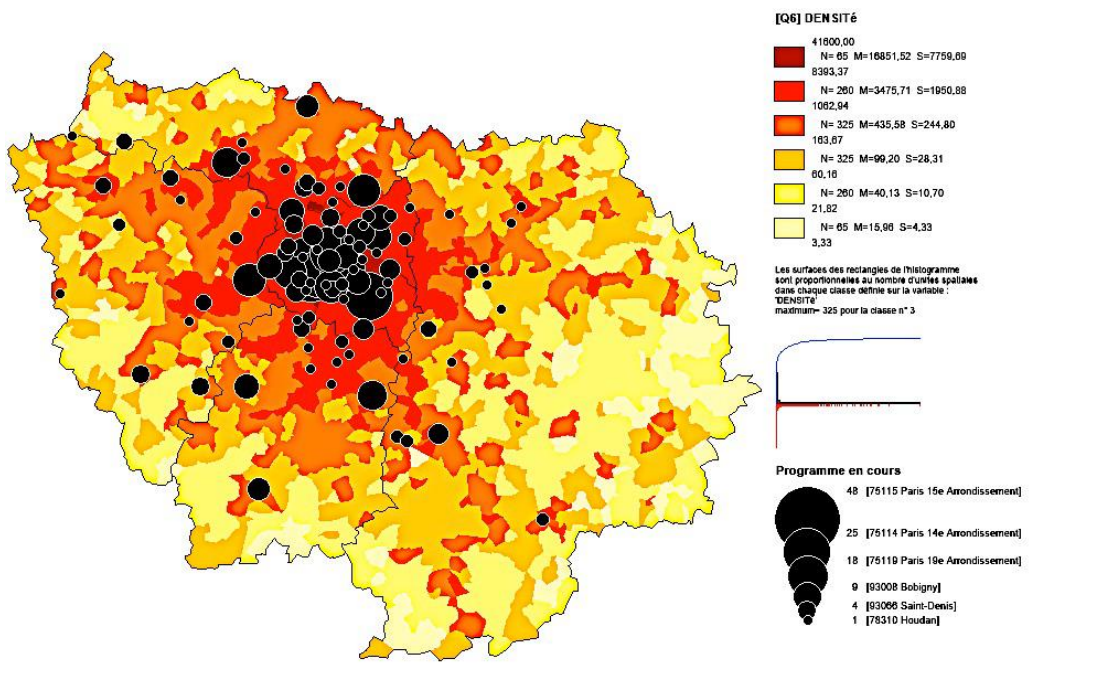 [Q6] DENSITé
41600,00
N= 65 M=16851,52 S=7759,69
8393,37
N= 260 M=3475,71 S=1950,88
1062,94
N= 325 M=435,58 S=244,80
163,67
N= 325 M=99,20 S=28,31
60,16
N= 260 M=40,13 S=10,70
21,82
N= 65 M=15,96 S=4,33
3,33
Les surfaces des rectangles de l'histogramme
sont proportionnelles au nombre d'unites spatiales
dans chaque classe définie sur la variable :
'DENSITé'
maximum= 325 pour la classe n° 3
Programme en cours
48 [75115 Paris 15e Arrondissement]
25 [75114 Paris 14e Arrondissement]
18 [75119 Paris 19e Arrondissement]
9 [93008 Bobigny]
4 [93066 Saint-Denis]
1 [78310 Houdan]